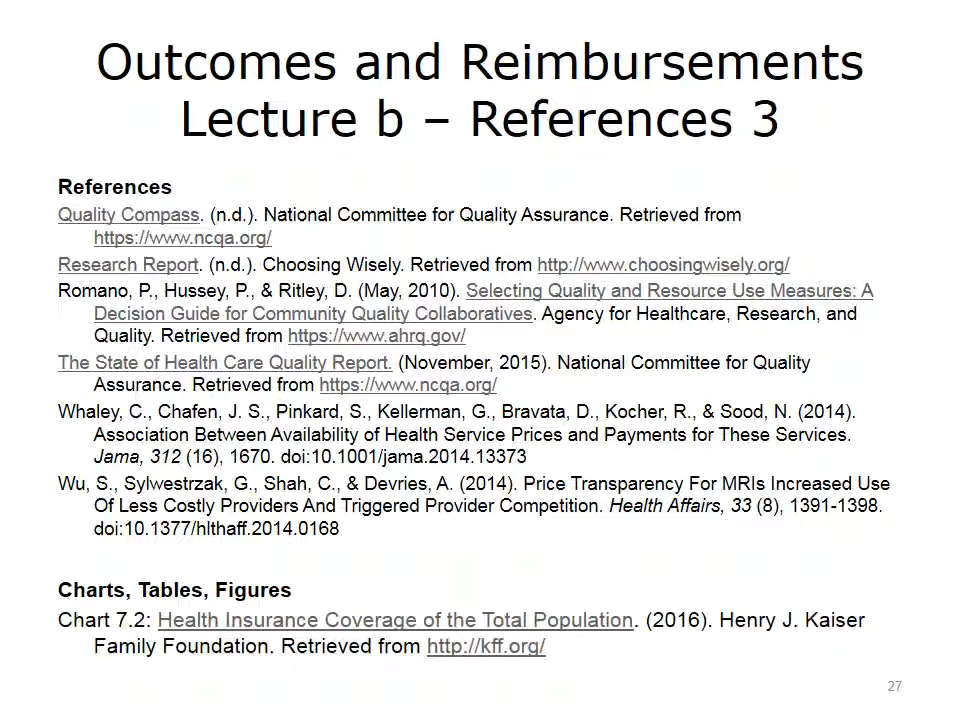 Outcomes and Reimbursements
Lecture b – References 3
References
Quality Compass. (n.d.). National Committee for Quality Assurance. Retrieved from
https://www.ncqa.org/
Research Report. (n.d.). Choosing Wisely. Retrieved from http://www.choosingwisely.org/
Romano, P., Hussey, P., & Ritley, D. (May, 2010). Selecting Quality and Resource Use Measures: A
Decision Guide for Community Quality Collaboratives. Agency for Healthcare, Research, and
Quality. Retrieved from https://www.ahrq.gov/
The State of Health Care Quality Report. (November, 2015). National Committee for Quality
Assurance. Retrieved from https://www.ncqa.org/
Whaley, C., Chafen, J. S., Pinkard, S., Kellerman, G., Bravata, D., Kocher, R., & Sood, N. (2014).
Association Between Availability of Health Service Prices and Payments for These Services.
Jama, 312 (16), 1670. doi:10.1001/jama.2014.13373
Wu, S., Sylwestrzak, G., Shah, C., & Devries, A. (2014). Price Transparency For MRIs Increased Use
Of Less Costly Providers And Triggered Provider Competition. Health Affairs, 33 (8), 1391-1398.
doi:10.1377/hlthaff.2014.0168
Charts, Tables, Figures
Chart 7.2: Health Insurance Coverage of the Total Population. (2016). Henry J. Kaiser
Family Foundation. Retrieved from http://kff.org/
27